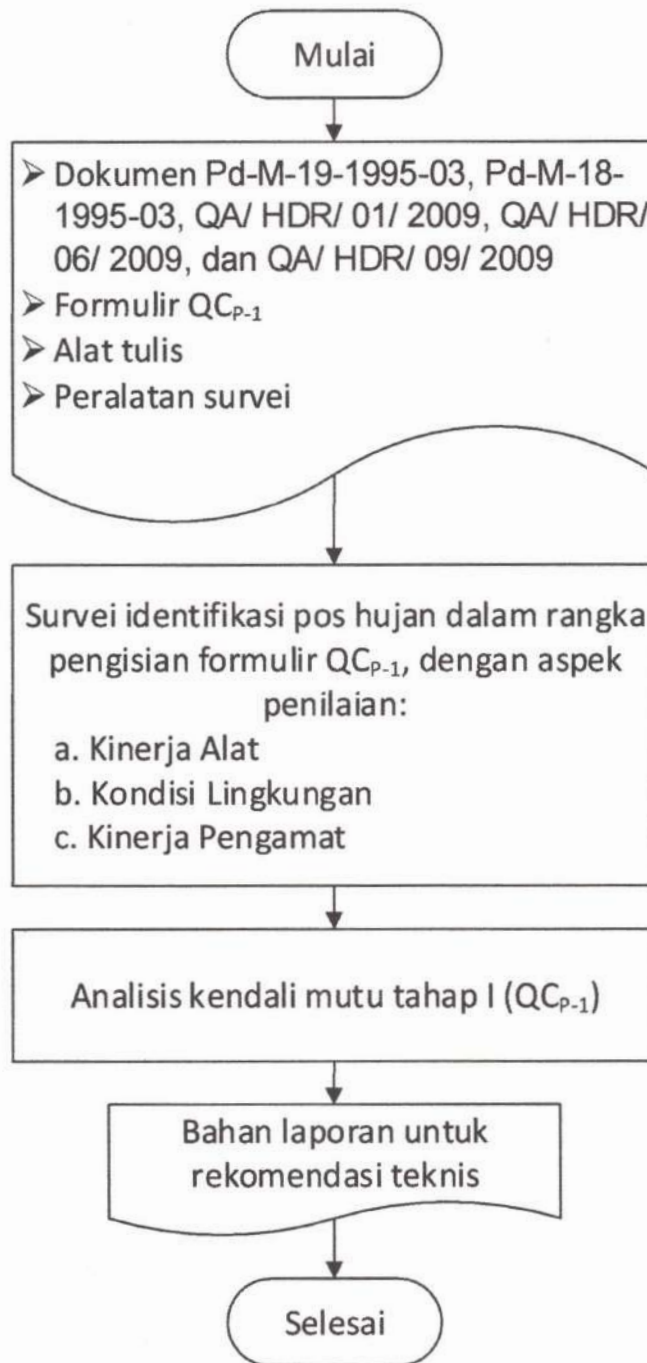 Mulai
➢ Dokumen Pd-M-19-1995-03, Pd-M-18-
1995-03, QA/ HDR/ 01/ 2009, QA/ HDR/
06/ 2009, dan QA/ HDR/ 09/ 2009
➢ Formulir QCP-1
➢ Alat tulis
➢ Peralatan survei
Survei identifikasi pos hujan dalam rangka
pengisian formulir QCP-1, dengan aspek
penilaian:
a. Kinerja Alat
b. Kondisi Lingkungan
c. Kinerja Pengamat
Analisis kendali mutu tahap I (QCP-1)
Bahan laporan untuk
rekomendasi teknis
Selesai